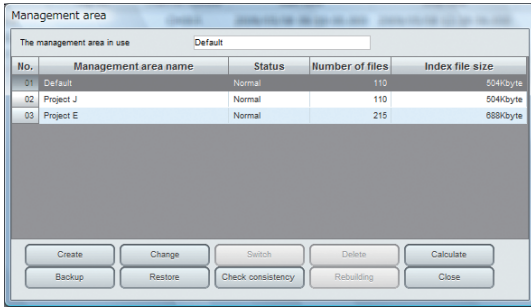 Management area
The management area in use Default
No. Management area name Status Number of files Index file size
01 Default Normal 110 504Kbyte
02 Project J Normal 110 504Kbyte
03 Project E Normal 215 688Kbyte
Create Change Switch Delete Calculate
Backup Restore Check consistency Rebuilding Close